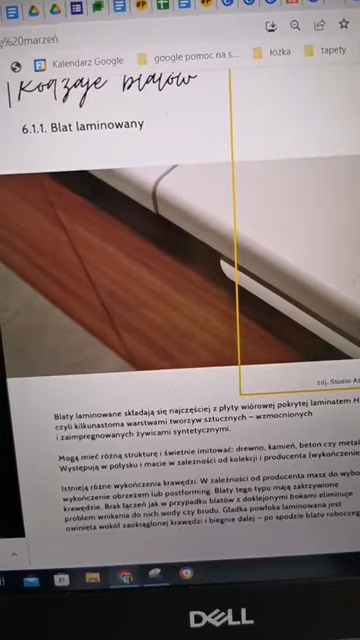 g%20marzeń
Kalendarz Google
google pomoc na s...
łóżka
tapety
Rodzaje blatów
6.1.1. Blat laminowany
zdj. Studio
Blaty laminowane składają się najczęściej z płyty wiórowej pokrytej laminatem
czyli kilkunastoma warstwami tworzyw sztucznych – wzmocnionych
i zaimpregnowanych żywicami syntetycznymi.
Mogą mieć różną strukturę i świetnie imitować: drewno, kamień, beton czy metal
Występują w połysku i macie w zależności od kolekcji i producenta (wykończenie
Istnieją różne wykończenia krawędzi. W zależności od producenta masz do wybo
wykończenie obrzeżem lub postforming. Blaty tego typu mają zakrzywione
krawędzie. Brak łączeń jak w przypadku blatów z doklejonymi bokami eliminuje
problem wnikania do nich wody czy brudu. Gładka powłoka laminowana jest
owinięta wokół zaokrąglonej krawędzi i biegnie dalej – po spodzie blatu roboczeg
DELL